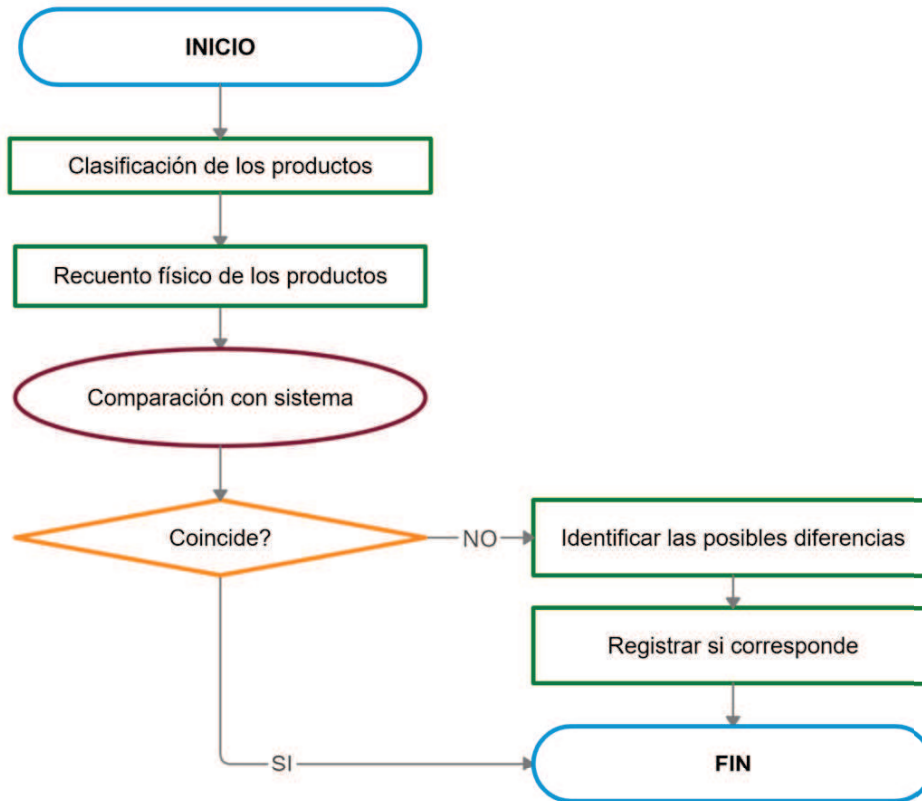 INICIO
Clasificación de los productos
Recuento físico de los productos
Comparación con sistema
Coincide?
NO
Identificar las posibles diferencias
Registrar si corresponde
SI
FIN